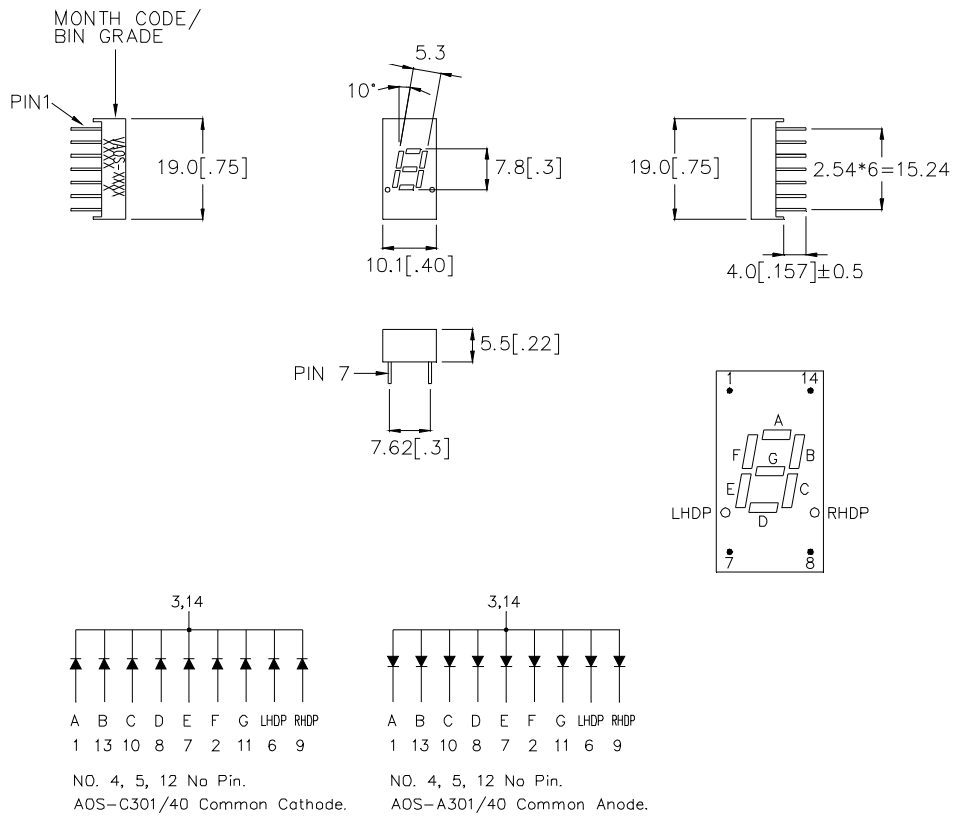 MONTH CODE/
BIN GRADE
PIN1
19.0[.75]
5.3
10°
7.8[.3]
10.1[.40]
19.0[.75]
2.54*6=15.24
4.0[.157]±0.5
5.5[.22]
PIN 7
7.62[.3]
1 14
A
F B
G
E C
D
LHDP RHDP
7 8
3,14
A B C D E F G LHDP RHDP
1 13 10 8 7 2 11 6 9
NO. 4, 5, 12 No Pin.
AOS-C301/40 Common Cathode.
3,14
A B C D E F G LHDP RHDP
1 13 10 8 7 2 11 6 9
NO. 4, 5, 12 No Pin.
AOS-A301/40 Common Anode.